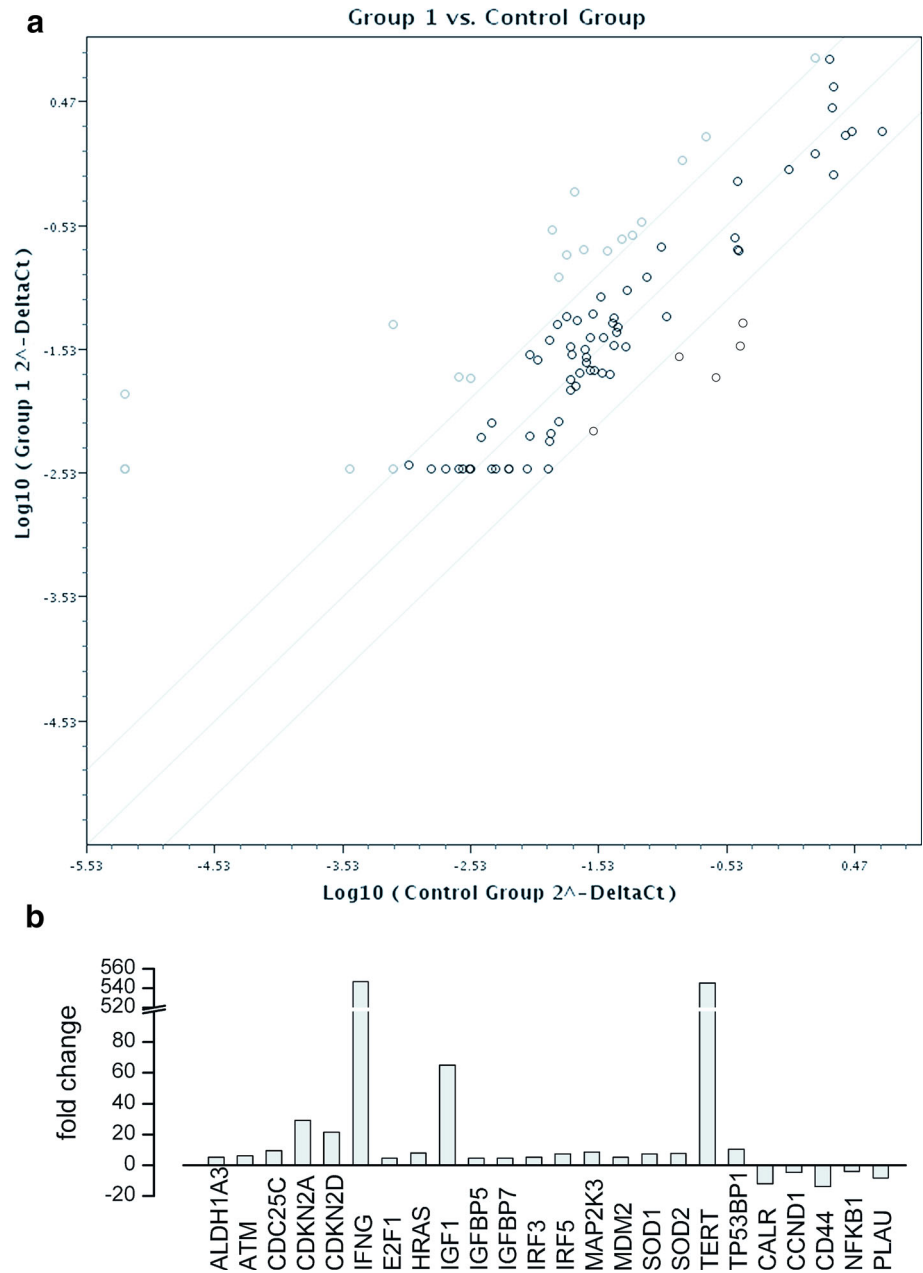 a
Group 1 vs. Control Group
Log10 ( Group 1 2^-DeltaCt)
0.47
-0.53
-1.53
-2.53
-3.53
-4.53
-5.53 -4.53 -3.53 -2.53 -1.53 -0.53 0.47
Log10 ( Control Group 2^-DeltaCt )
b
fold change
560
540
520
80
60
40
20
0
-20
ALDH1A3
ATM
CDC25C
CDKN2A
CDKN2D
IFNG
E2F1
HRAS
IGF1
IGFBP5
IGFBP7
IRF3
IRF5
MAP2K3
MDM2
SOD1
SOD2
TERT
TP53BP1
CALR
CCND1
CD44
NFKB1
PLAU